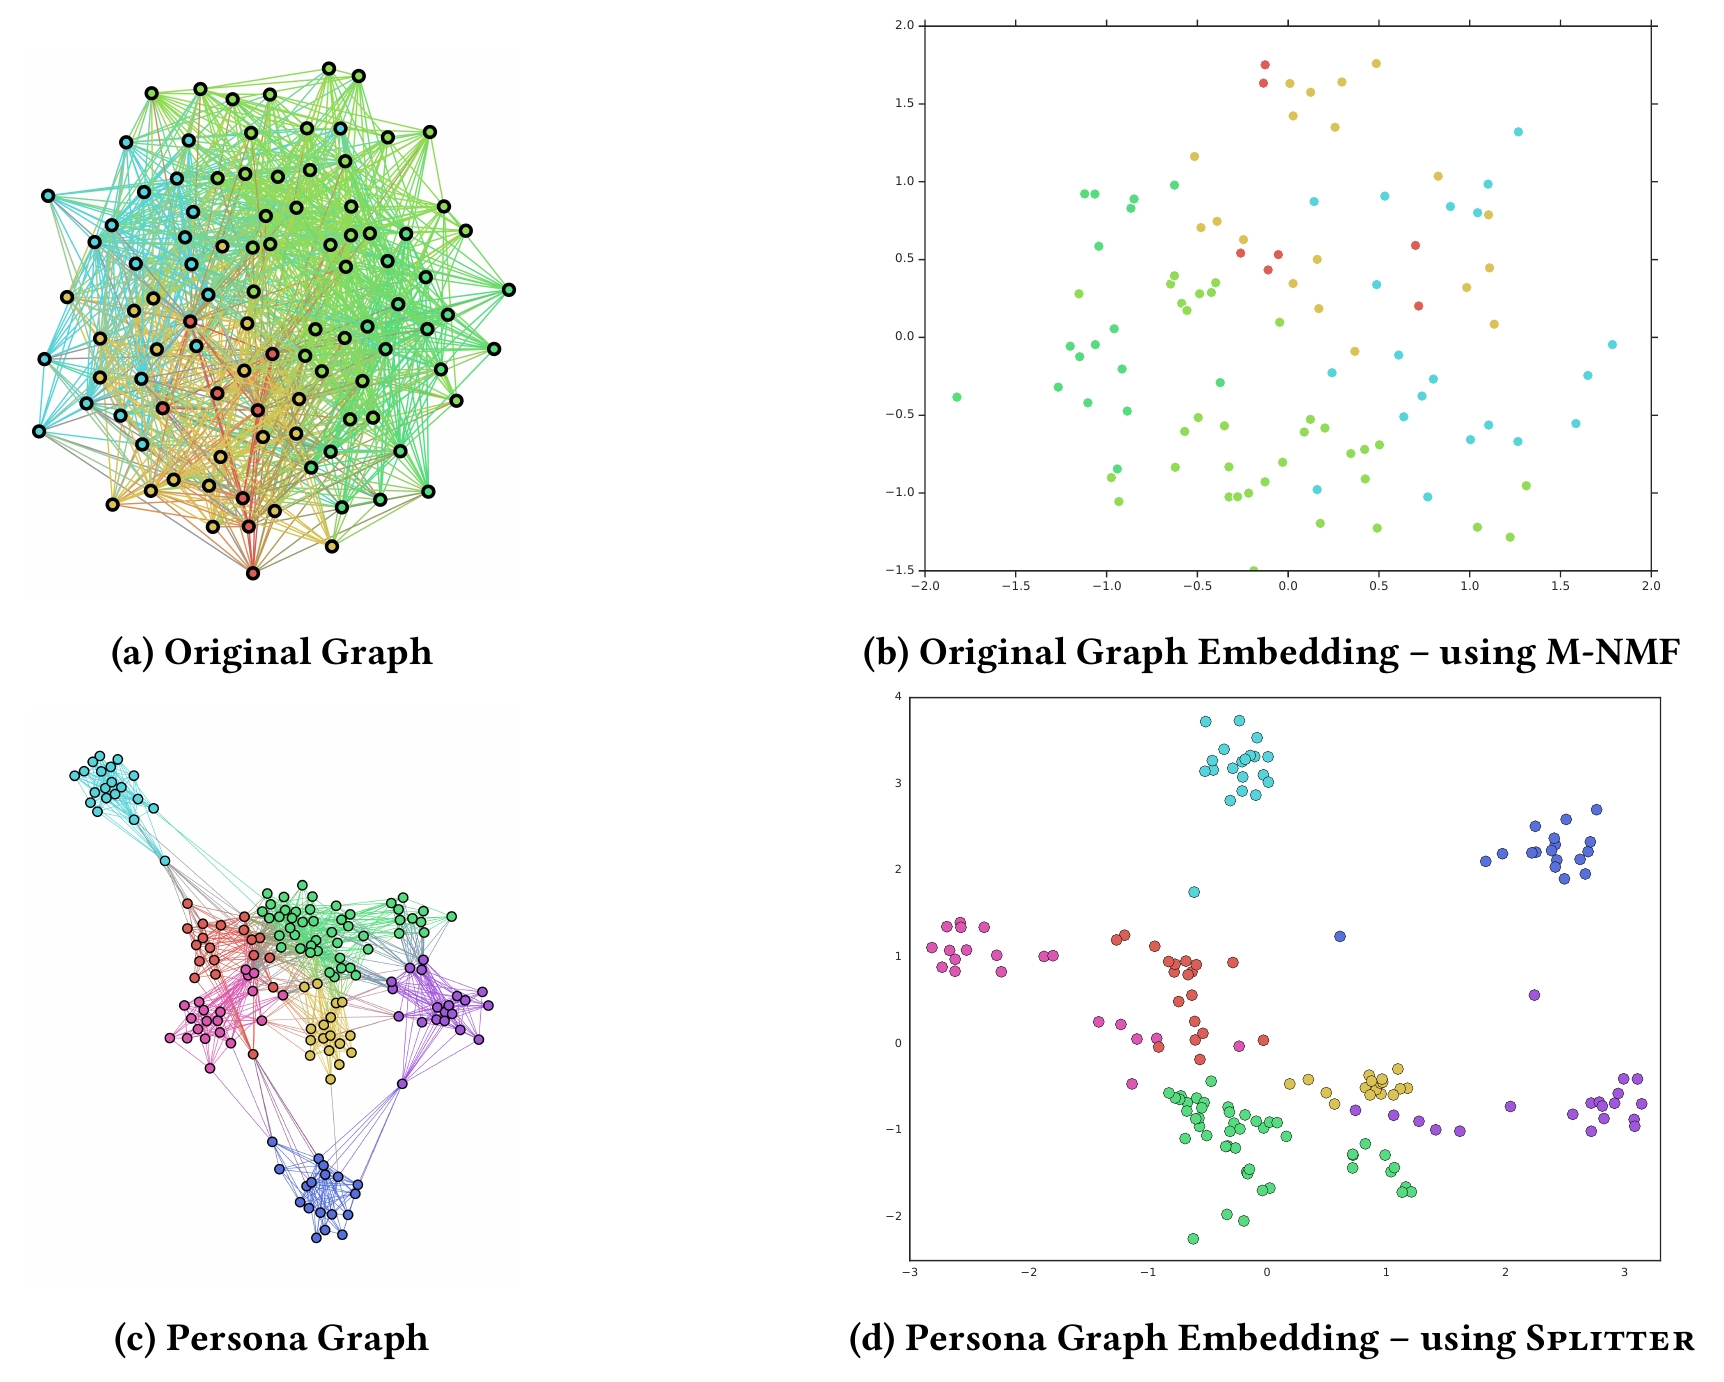 2.0
1.5
1.0
0.5
0.0
−0.5
−1.0
−1.5
−2.0 −1.5 −1.0 −0.5 0.0 0.5 1.0 1.5 2.0
(a) Original Graph
(b) Original Graph Embedding – using M-NMF
4
3
2
1
0
−1
−2
−3 −2 −1 0 1 2 3
(c) Persona Graph
(d) Persona Graph Embedding – using SPLITTER